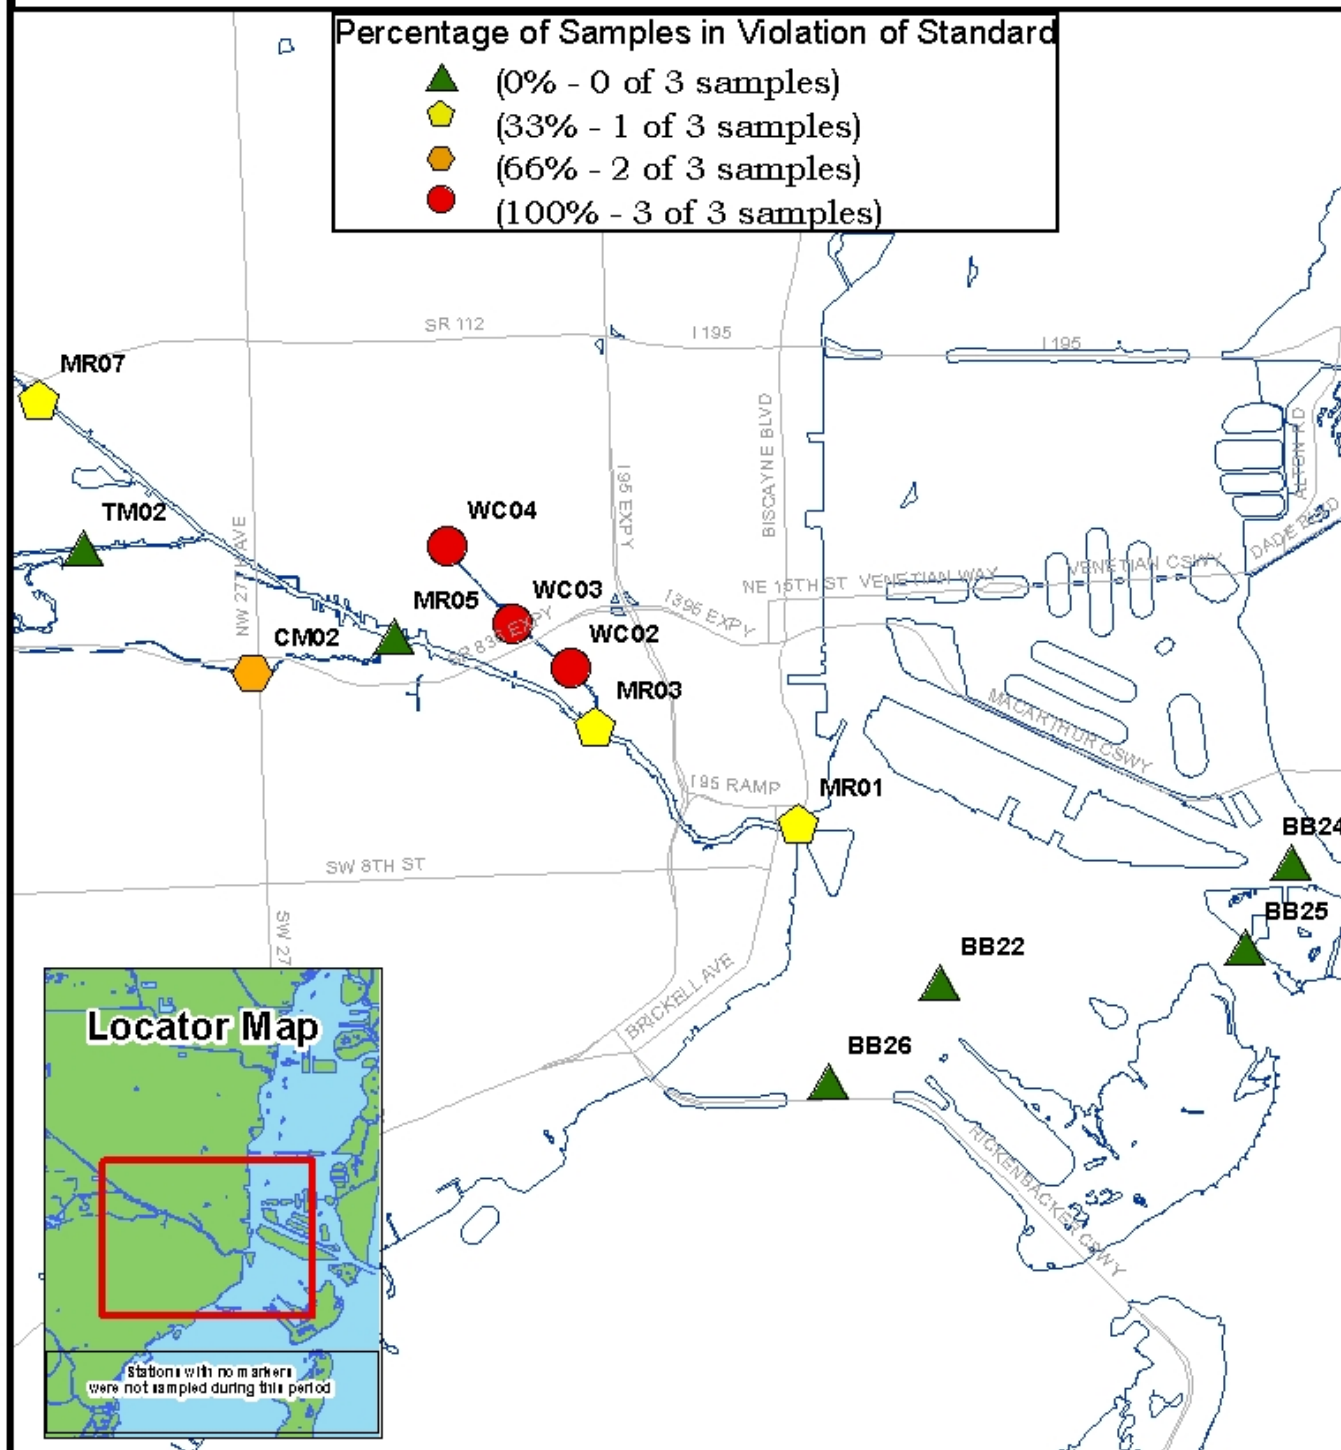 Percentage of Samples in Violation of Standard
(0% - 0 of 3 samples)
(33% - 1 of 3 samples)
(66% - 2 of 3 samples)
(100% - 3 of 3 samples)
SR 112
I 195
I 195
MR07
BISCAYNE BLVD
ALTON RD
I 95 EXPY
TM02
WC04
NW 27TH AVE
DADE BLVD
VENETIAN CSWY
NE 15TH ST
VENETIAN WAY
MR05
WC03
I 395 EXPY
CM02
SR 836 EXPY
WC02
MR03
MACARTHUR CSWY
I 95 RAMP
MR01
BB24
SW 8TH ST
BB25
SW 27
BB22
BRICKELL AVE
Locator Map
BB26
RICKENBACKER CSWY
Stations with no markers
were not sampled during this period